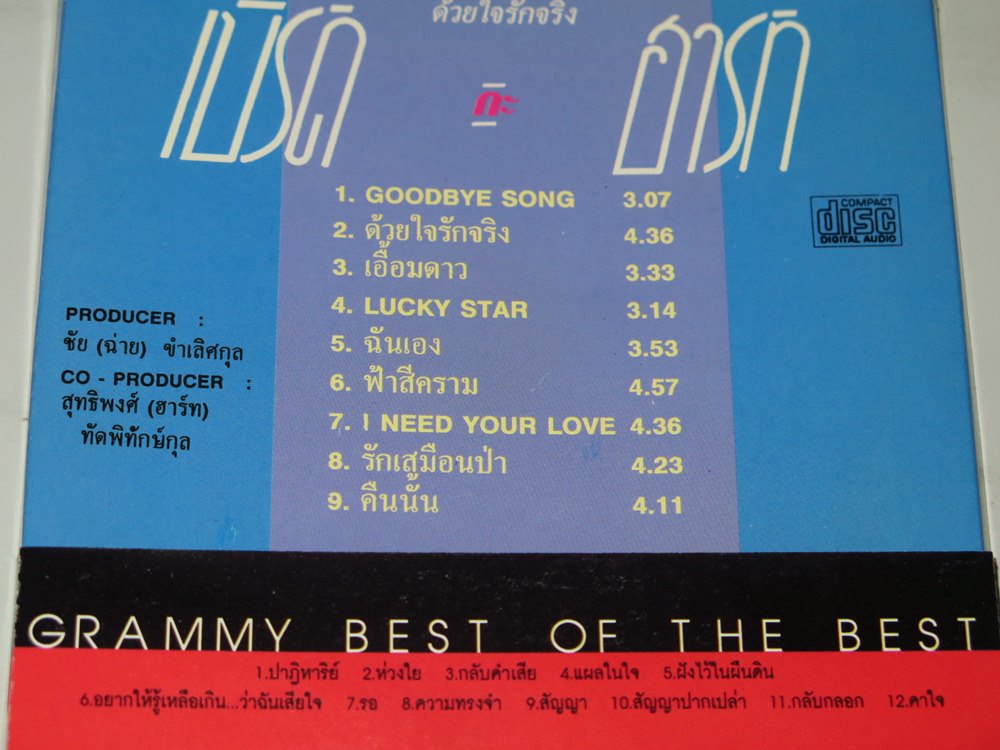 ด้วยใจรักจริง
เบิร์ด กะ ฮาร์ท
1. GOODBYE SONG 3.07
2. ด้วยใจรักจริง 4.36
3. เอื้อมดาว 3.33
4. LUCKY STAR 3.14
5. ฉันเอง 3.53
6. ฟ้าสีคราม 4.57
7. I NEED YOUR LOVE 4.36
8. รักเสมือนป่า 4.23
9. คืนนั้น 4.11
COMPACT
disc
DIGITAL AUDIO
PRODUCER :
ชัย (ฉ่าย) ขำเลิศกุล
CO - PRODUCER :
สุทธิพงศ์ (ฮาร์ท)
ทัดพิทักษ์กุล
GRAMMY BEST OF THE BEST
1.ปาฏิหาริย์ 2.ห่วงใย 3.กลับคำเสีย 4.แผลในใจ 5.ฝังไว้ในผืนดิน
6.อยากให้รู้เหลือเกิน...ว่าฉันเสียใจ 7.รอ 8.ความทรงจำ 9.สัญญา 10.สัญญาปากเปล่า 11.กลับกลอก 12.คาใจ